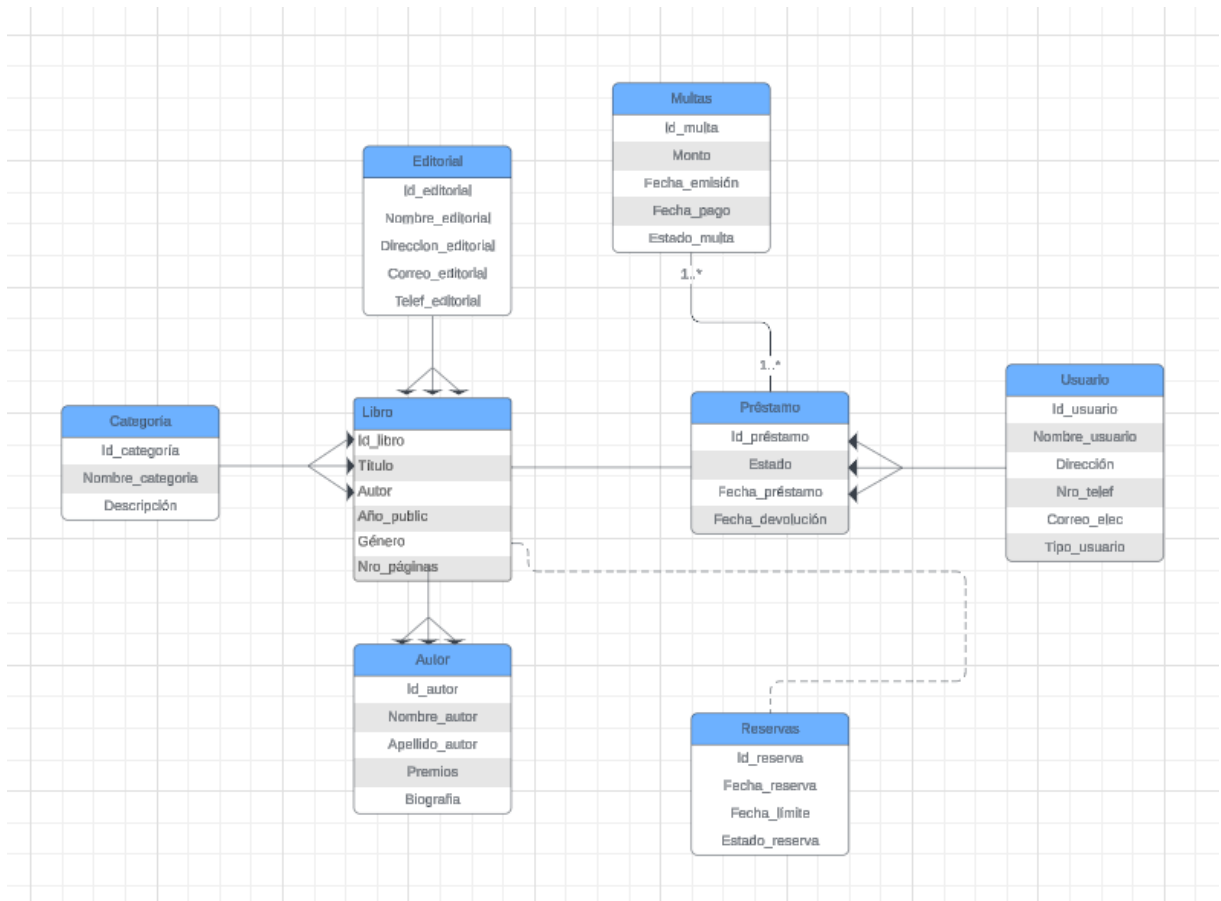 Multas
Id_multa
Monto
Fecha_emisión
Fecha_pago
Estado_multa
1..*
1..*
Editorial
Id_editorial
Nombre_editorial
Direccion_editorial
Correo_editorial
Telef_editorial
Categoría
Id_categoría
Nombre_categoria
Descripción
Libro
Id_libro
Título
Autor
Año_public
Género
Nro_páginas
Préstamo
Id_préstamo
Estado
Fecha_préstamo
Fecha_devolución
Usuario
Id_usuario
Nombre_usuario
Dirección
Nro_telef
Correo_elec
Tipo_usuario
Autor
Id_autor
Nombre_autor
Apellido_autor
Premios
Biografia
Reservas
Id_reserva
Fecha_reserva
Fecha_límite
Estado_reserva